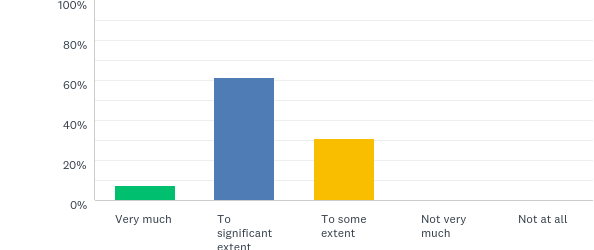 100%
80%
60%
40%
20%
0%
Very much
To
significant
extent
To some
extent
Not very
much
Not at all